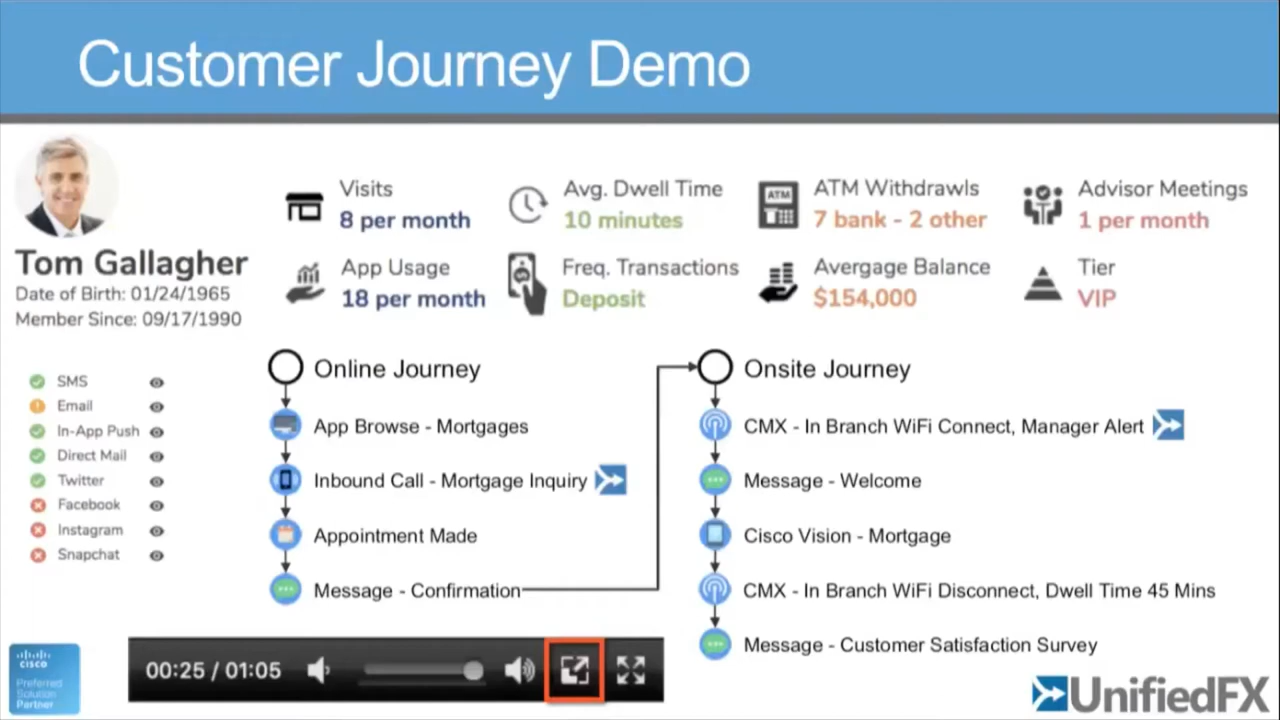 Customer Journey Demo
Tom Gallagher
Date of Birth: 01/24/1965
Member Since: 09/17/1990
Visits
8 per month
Avg. Dwell Time
10 minutes
ATM Withdrawls
7 bank - 2 other
Advisor Meetings
1 per month
App Usage
18 per month
Freq. Transactions
Deposit
Avergage Balance
$154,000
Tier
VIP
ATM
SMS
Email
In-App Push
Direct Mail
Twitter
Facebook
Instagram
Snapchat
Online Journey
App Browse - Mortgages
Inbound Call - Mortgage Inquiry
Appointment Made
Message - Confirmation
Onsite Journey
CMX - In Branch WiFi Connect, Manager Alert
Message - Welcome
Cisco Vision - Mortgage
CMX - In Branch WiFi Disconnect, Dwell Time 45 Mins
Message - Customer Satisfaction Survey
00:25 / 01:05
CISCO
Preferred
Solution
Partner
UnifiedFX